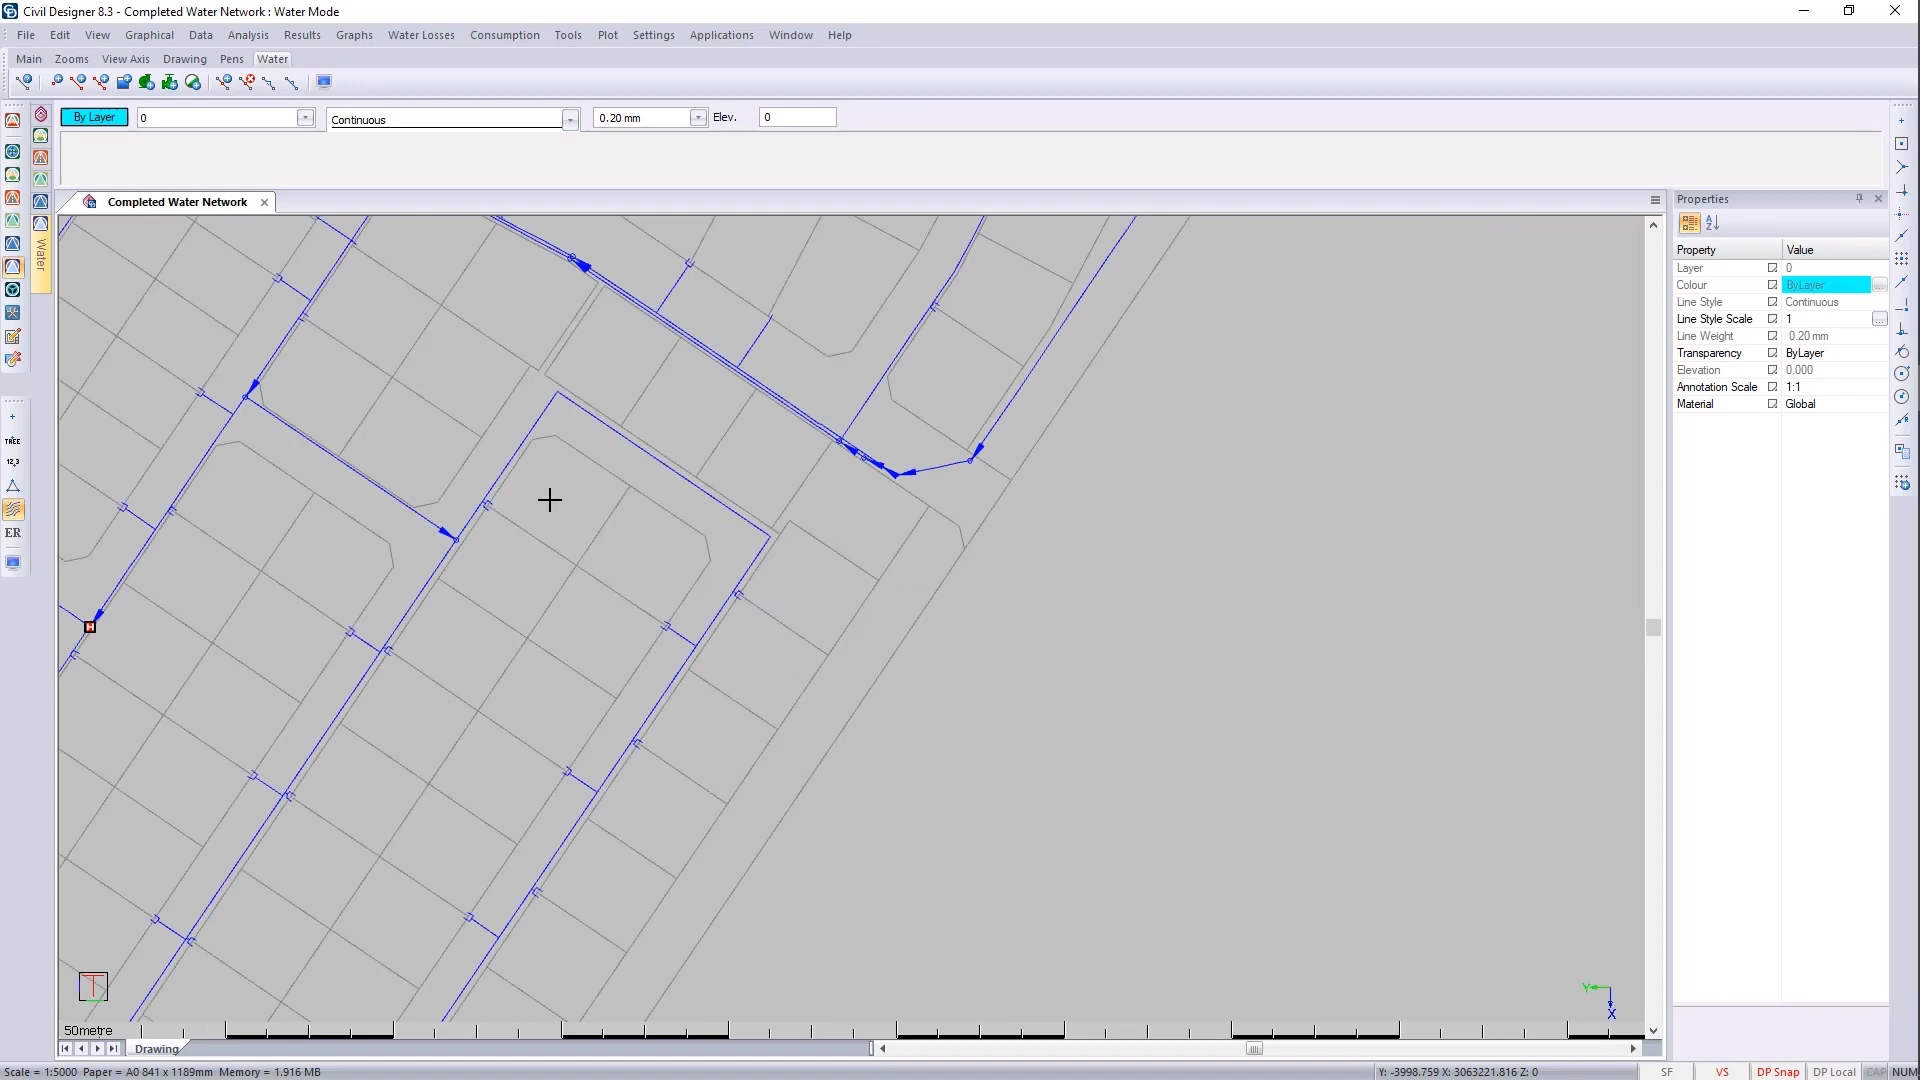 Civil Designer 8.3 - Completed Water Network : Water Mode
File Edit View Graphical Data Analysis Results Graphs Water Losses Consumption Tools Plot Settings Applications Window Help
Main Zooms View Axis Drawing Pens Water
By Layer 0 Continuous 0.20 mm Elev. 0
Completed Water Network
Properties
Property Value
Layer 0
Colour ByLayer
Line Style Continuous
Line Style Scale 1
Line Weight 0.20 mm
Transparency ByLayer
Elevation 0.000
Annotation Scale 1:1
Material Global
Water
TREE
12,3
ER
Y
X
50metre
Drawing
Scale = 1:5000 Paper = A0 841 x 1189mm Memory = 1.916 MB
Y: -3998.759 X: 3063221.816 Z: 0
SF VS DP Snap DP Local CAP NUM